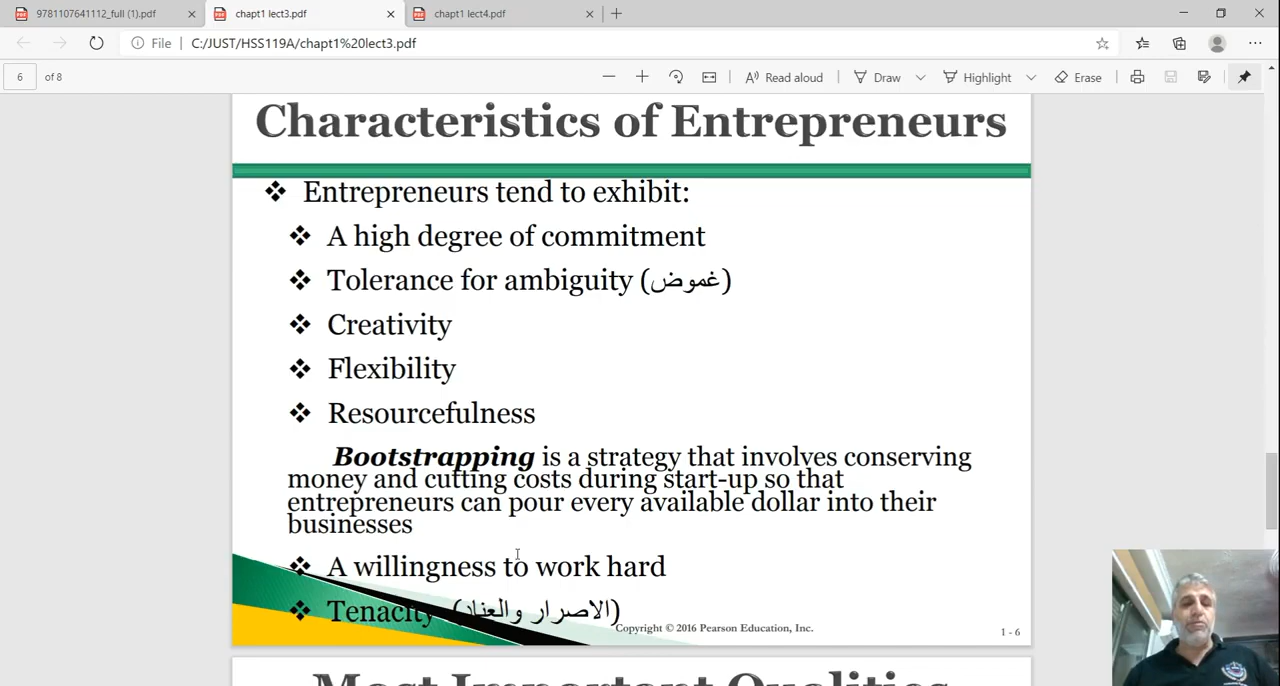 9781107641112_full (1).pdf
chapt1 lect3.pdf
chapt1 lect4.pdf
File
C:/JUST/HSS119A/chapt1%20lect3.pdf
6 of 8
Read aloud
Draw
Highlight
Erase
Characteristics of Entrepreneurs
Entrepreneurs tend to exhibit:
A high degree of commitment
Tolerance for ambiguity (غموض)
Creativity
Flexibility
Resourcefulness
Bootstrapping is a strategy that involves conserving
money and cutting costs during start-up so that
entrepreneurs can pour every available dollar into their
businesses
A willingness to work hard
Tenacity (الاصرار والعناد)
Copyright © 2016 Pearson Education, Inc.
1 - 6
Most Important Qualities